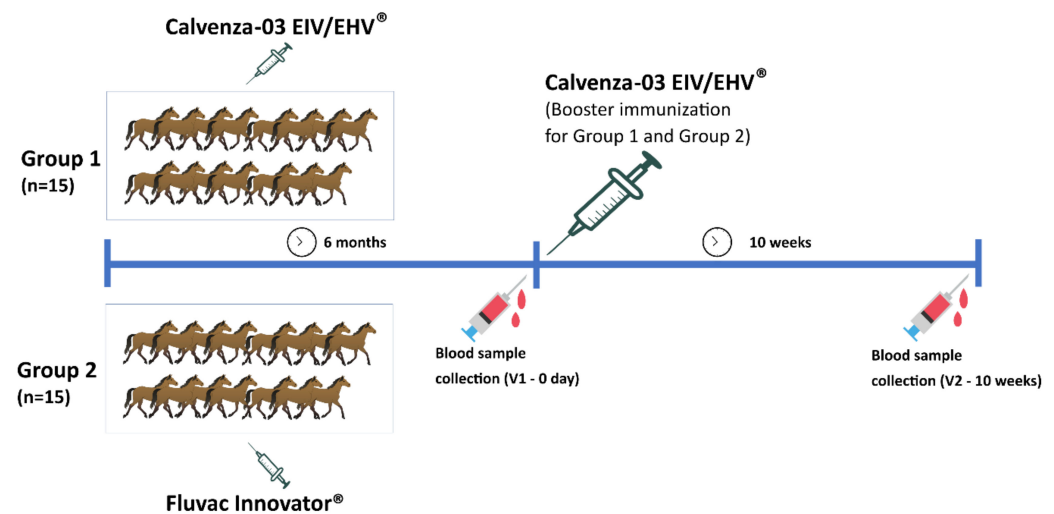 Calvenza-03 EIV/EHV®
Group 1
(n=15)
Calvenza-03 EIV/EHV®
(Booster immunization
for Group 1 and Group 2)
6 months
10 weeks
Group 2
(n=15)
Blood sample
collection (V1 - 0 day)
Blood sample
collection (V2 - 10 weeks)
Fluvac Innovator®